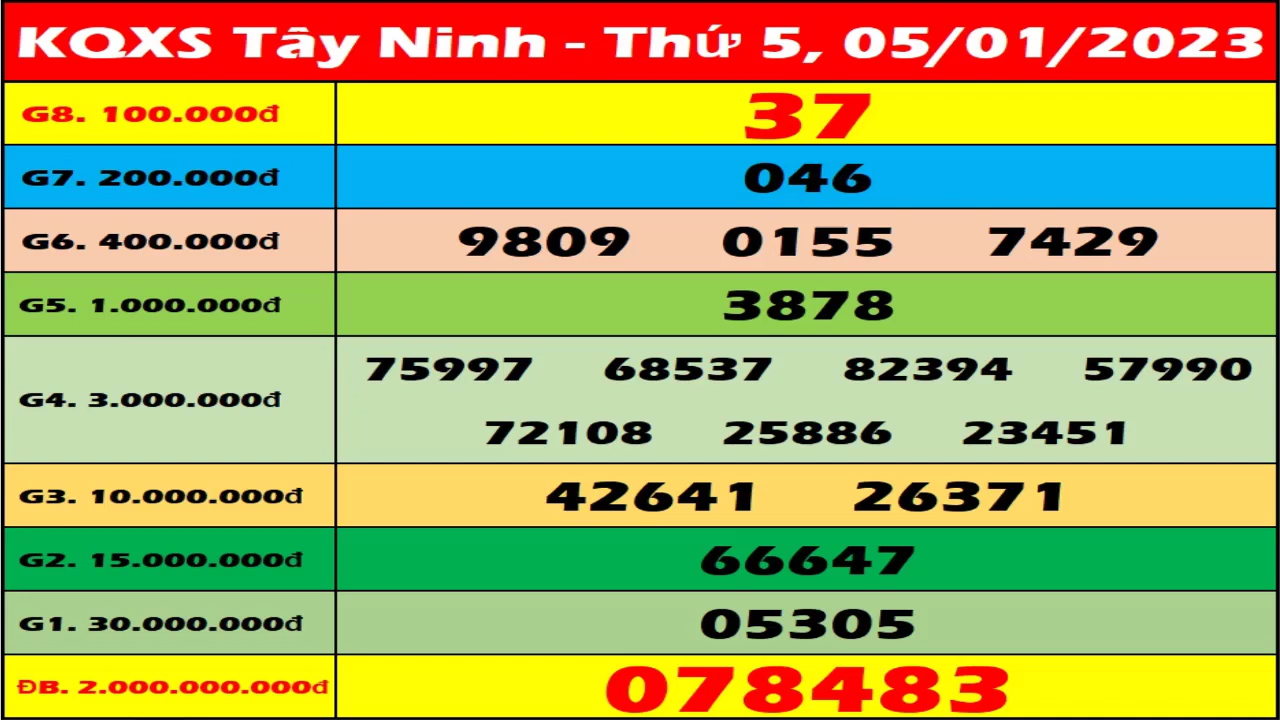 KQXS Tây Ninh - Thứ 5, 05/01/2023
G8. 100.000đ 37
G7. 200.000đ 046
G6. 400.000đ 9809 0155 7429
G5. 1.000.000đ 3878
G4. 3.000.000đ 75997 68537 82394 57990
72108 25886 23451
G3. 10.000.000đ 42641 26371
G2. 15.000.000đ 66647
G1. 30.000.000đ 05305
ĐB. 2.000.000.000đ 078483